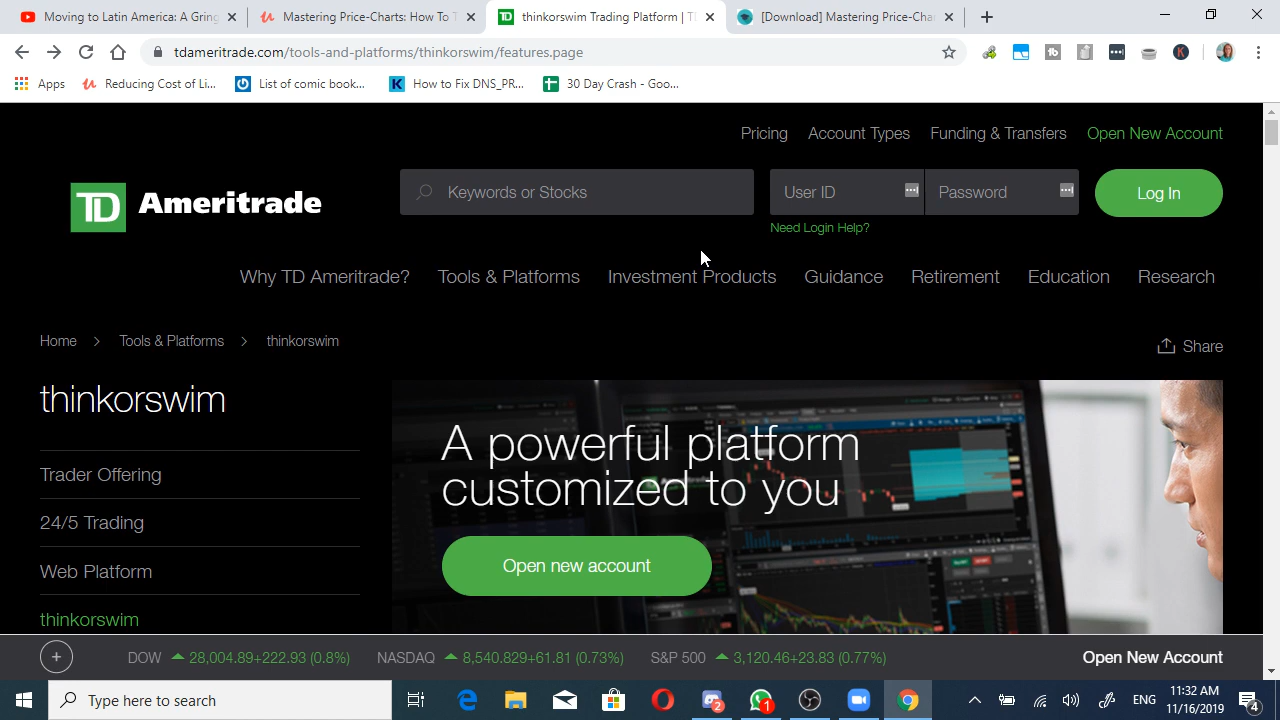 Moving to Latin America: A Gring
Mastering Price-Charts: How To T
thinkorswim Trading Platform | T
[Download] Mastering Price-Char
tdameritrade.com/tools-and-platforms/thinkorswim/features.page
Apps
Reducing Cost of Li...
List of comic book...
How to Fix DNS_PR...
30 Day Crash - Goo...
Pricing Account Types Funding & Transfers Open New Account
TD Ameritrade
Keywords or Stocks
User ID
Password
Log In
Need Login Help?
Why TD Ameritrade? Tools & Platforms Investment Products Guidance Retirement Education Research
Home > Tools & Platforms > thinkorswim
Share
thinkorswim
Trader Offering
24/5 Trading
Web Platform
thinkorswim
A powerful platform
customized to you
Open new account
DOW 28,004.89+222.93 (0.8%) NASDAQ 8,540.829+61.81 (0.73%) S&P 500 3,120.46+23.83 (0.77%)
Open New Account
Type here to search
2
1
ENG
11:32 AM
11/16/2019
4